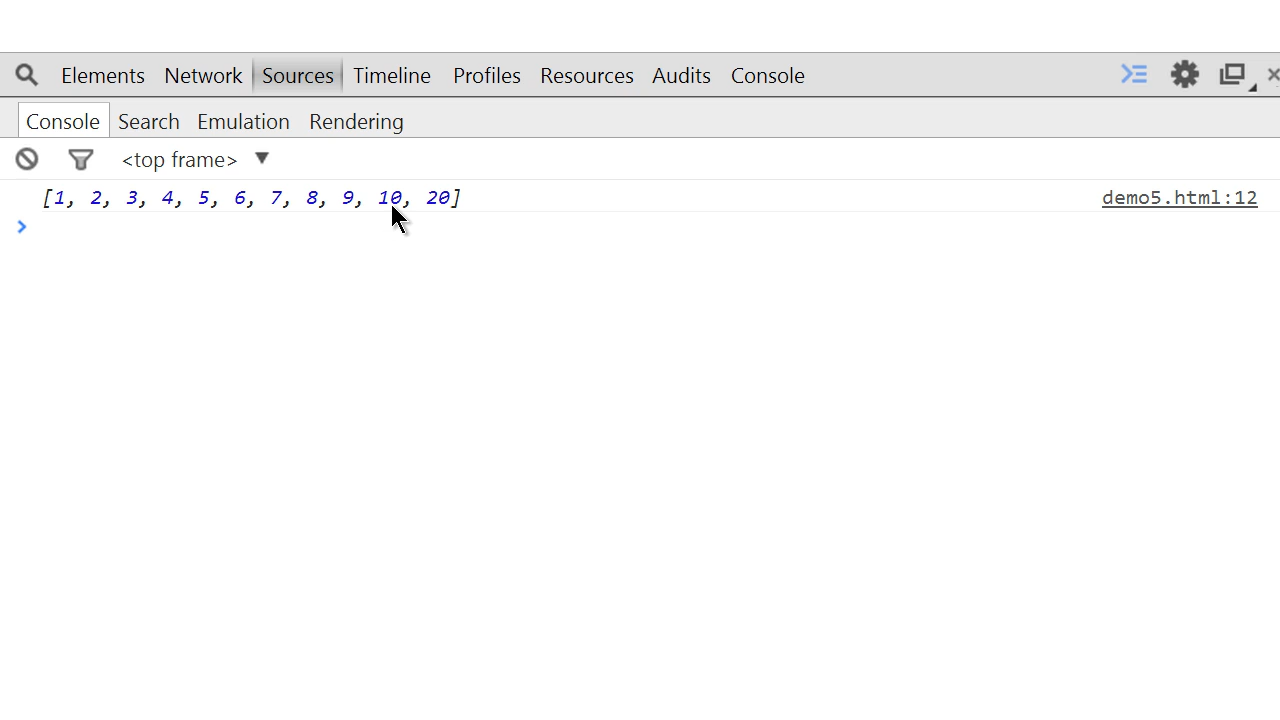 Elements Network Sources Timeline Profiles Resources Audits Console
Console Search Emulation Rendering
<top frame>
[1, 2, 3, 4, 5, 6, 7, 8, 9, 10, 20] demo5.html:12